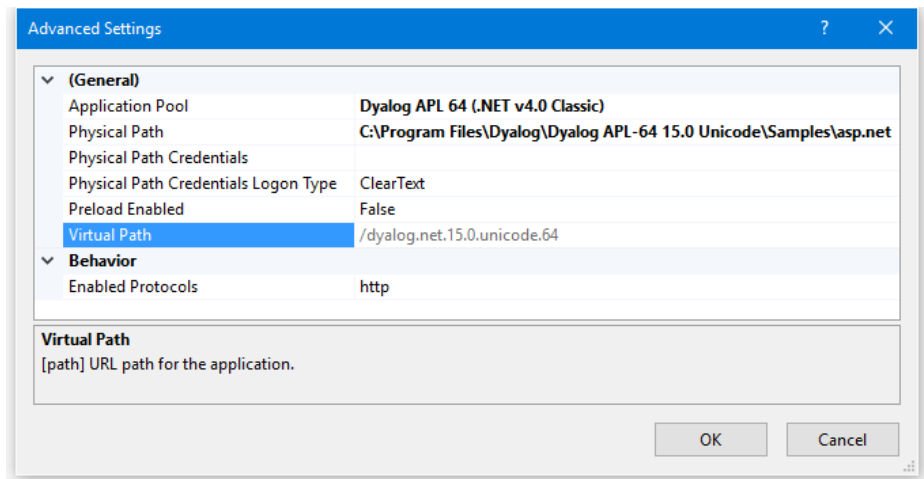 Advanced Settings ? ×
(General)
Application Pool Dyalog APL 64 (.NET v4.0 Classic)
Physical Path C:\Program Files\Dyalog\Dyalog APL-64 15.0 Unicode\Samples\asp.net
Physical Path Credentials
Physical Path Credentials Logon Type ClearText
Preload Enabled False
Virtual Path /dyalog.net.15.0.unicode.64
Behavior
Enabled Protocols http
Virtual Path
[path] URL path for the application.
OK Cancel